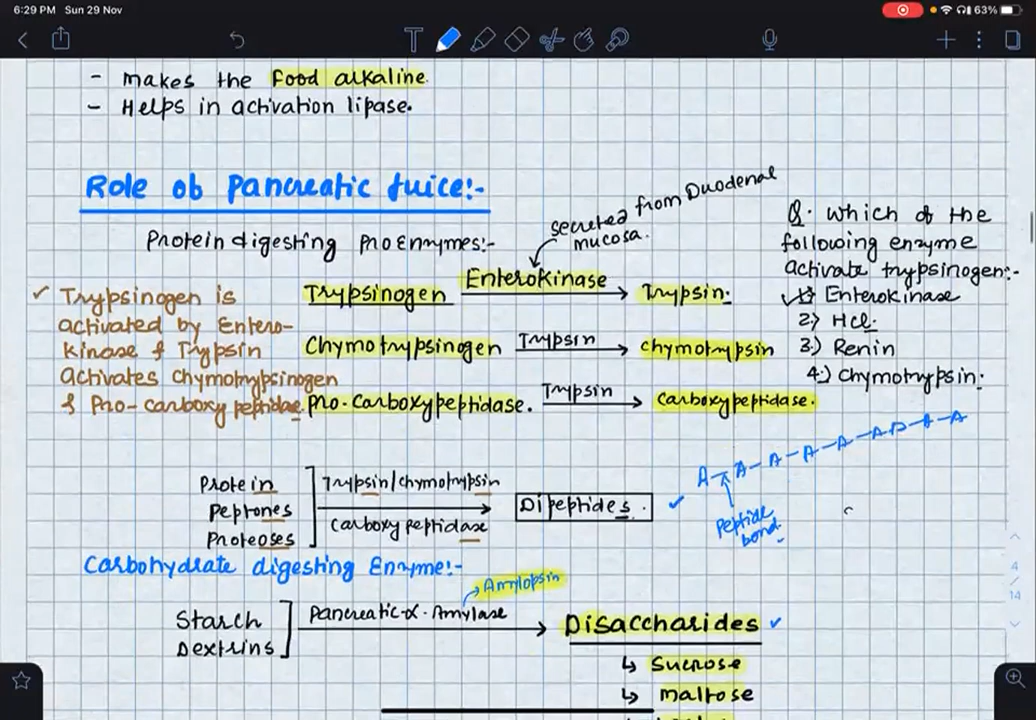 6:29 PM Sun 29 Nov
63%
- makes the Food alkaline.
- Helps in activation lipase.
Role ob Pancreatic Juice:-
secreted from Duodenal
mucosa.
Protein digesting ProEnzymes:-
Trypsinogen Enterokinase Trypsin.
Chymotrypsinogen Trypsin chymotrypsin
Pro-Carboxypeptidase. Trypsin carboxypeptidase.
✓ Trypsinogen is
activated by Entero-
Kinase & Trypsin
activates chymotrypsinogen
& Pro-carboxy peptidase.
Q. which of the
following enzyme
activate trypsinogen:-
1) Enterokinase
2) HCl.
3.) Renin
4.) Chymotrypsin.
A-A-A-A-A-A-A-A-A
Peptide
bond.
Protein
Peptones
Proteoses
Trypsin/chymotrypsin
Carboxy peptidase
Dipeptides.
Carbohydrate digesting Enzyme:-
Amylopsin
Starch
Dextrins
Pancreatic-α-Amylase
Disaccharides
↳ Sucrose
↳ maltose
4
/
14